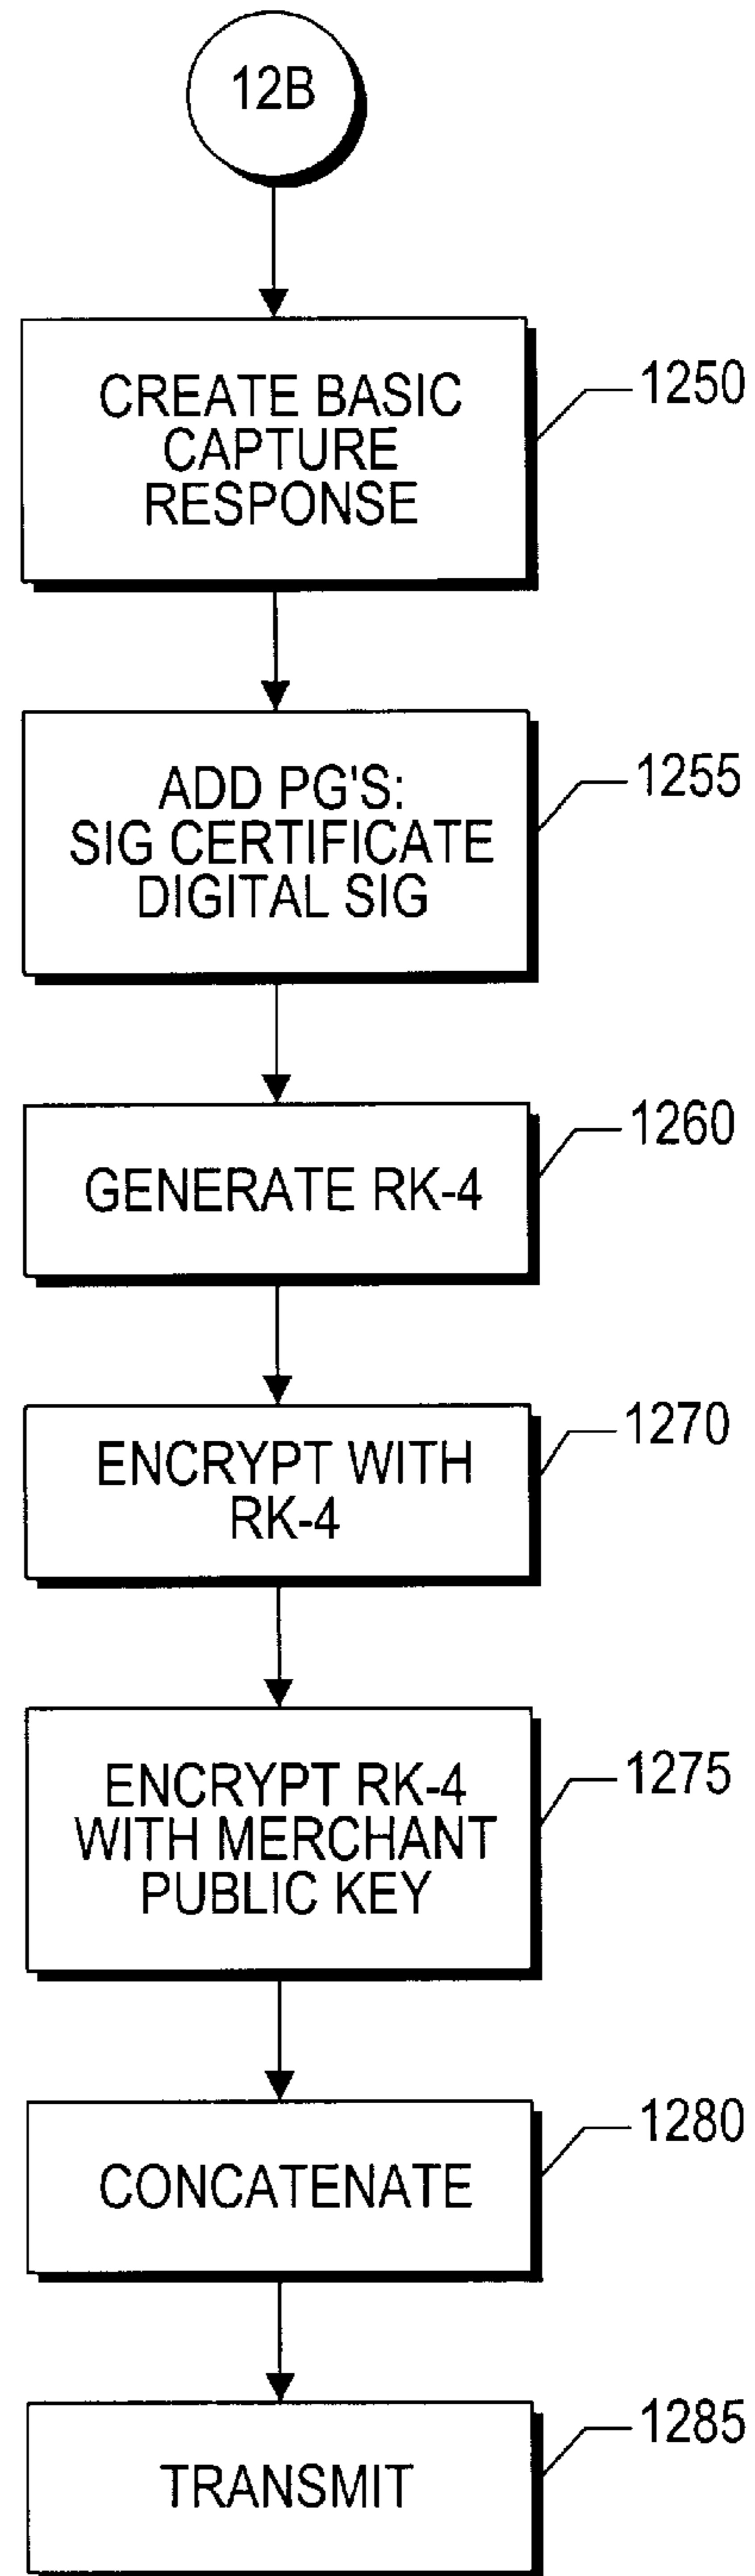 12B
CREATE BASIC
CAPTURE
RESPONSE
1250
ADD PG'S:
SIG CERTIFICATE
DIGITAL SIG
1255
GENERATE RK-4
1260
ENCRYPT WITH
RK-4
1270
ENCRYPT RK-4
WITH MERCHANT
PUBLIC KEY
1275
CONCATENATE
1280
TRANSMIT
1285